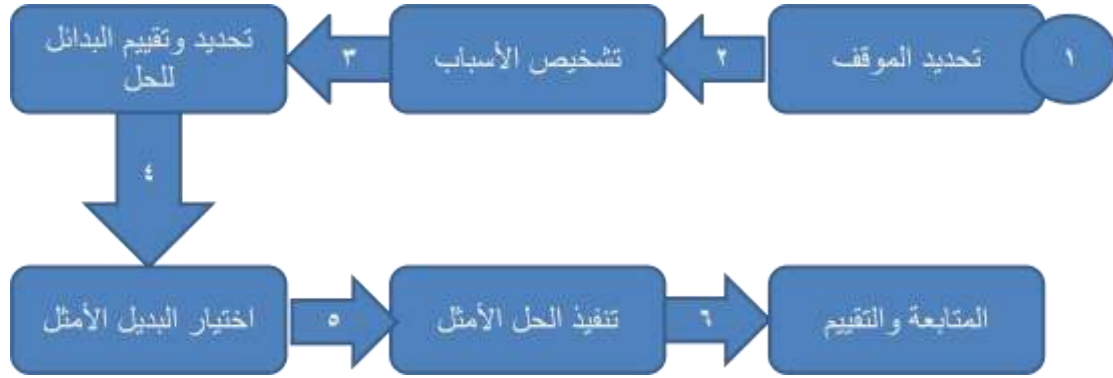 ١
تحديد الموقف
٢
تشخيص الأسباب
٣
تحديد وتقييم البدائل
للحل
٤
اختيار البديل الأمثل
٥
تنفيذ الحل الأمثل
٦
المتابعة والتقييم